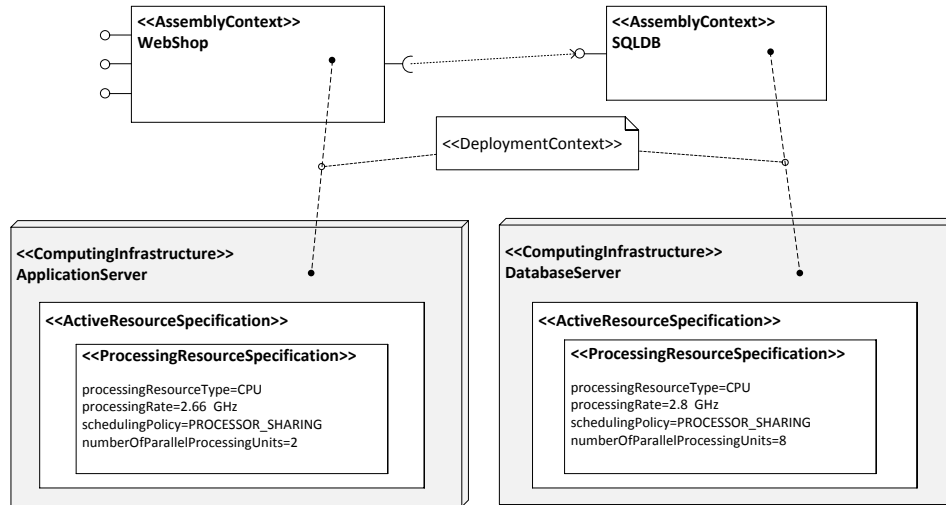 <<AssemblyContext>>
WebShop
<<AssemblyContext>>
SQLDB
<<DeploymentContext>>
<<ComputingInfrastructure>>
ApplicationServer
<<ActiveResourceSpecification>>
<<ProcessingResourceSpecification>>
processingResourceType=CPU
processingRate=2.66 GHz
schedulingPolicy=PROCESSOR_SHARING
numberOfParallelProcessingUnits=2
<<ComputingInfrastructure>>
DatabaseServer
<<ActiveResourceSpecification>>
<<ProcessingResourceSpecification>>
processingResourceType=CPU
processingRate=2.8 GHz
schedulingPolicy=PROCESSOR_SHARING
numberOfParallelProcessingUnits=8